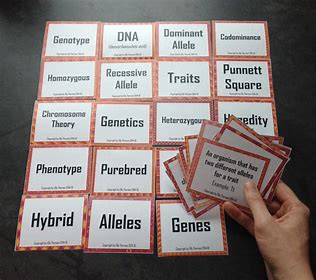 Genotype
DNA
(deoxyribonucleic acid)
Dominant
Allele
Codominance
Homozygous
Recessive
Allele
Traits
Punnett
Square
Chromosome
Theory
Genetics
Heterozygous
Heredity
Phenotype
Purebred
An organism that has
two different alleles
for a trait
Example: Tt
Hybrid
Alleles
Genes